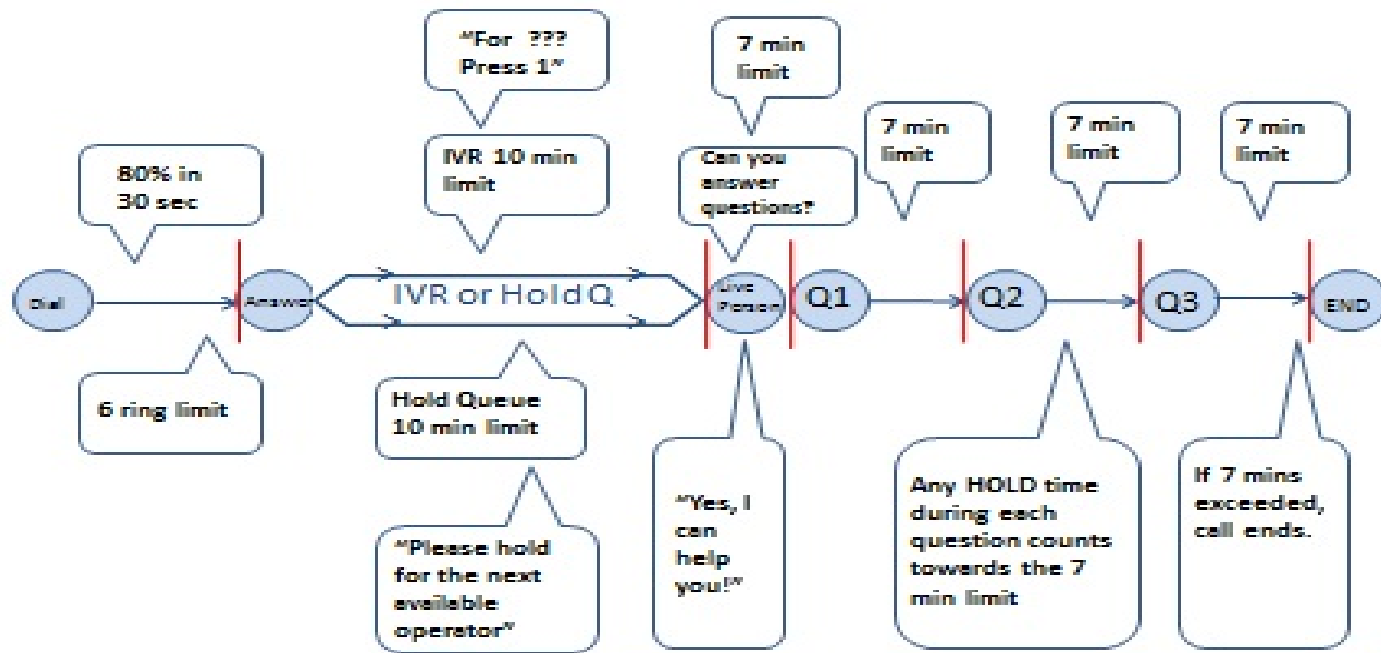 “For ???
Press 1”
7 min
limit
7 min
limit
7 min
limit
7 min
limit
80% in
30 sec
IVR 10 min
limit
Can you
answer
questions?
Dial
Answer
IVR or Hold Q
Live
Person
Q1
Q2
Q3
END
6 ring limit
Hold Queue
10 min limit
“Please hold
for the next
available
operator”
“Yes, I
can
help
you!”
Any HOLD time
during each
question counts
towards the 7
min limit
If 7 mins
exceeded,
call ends.